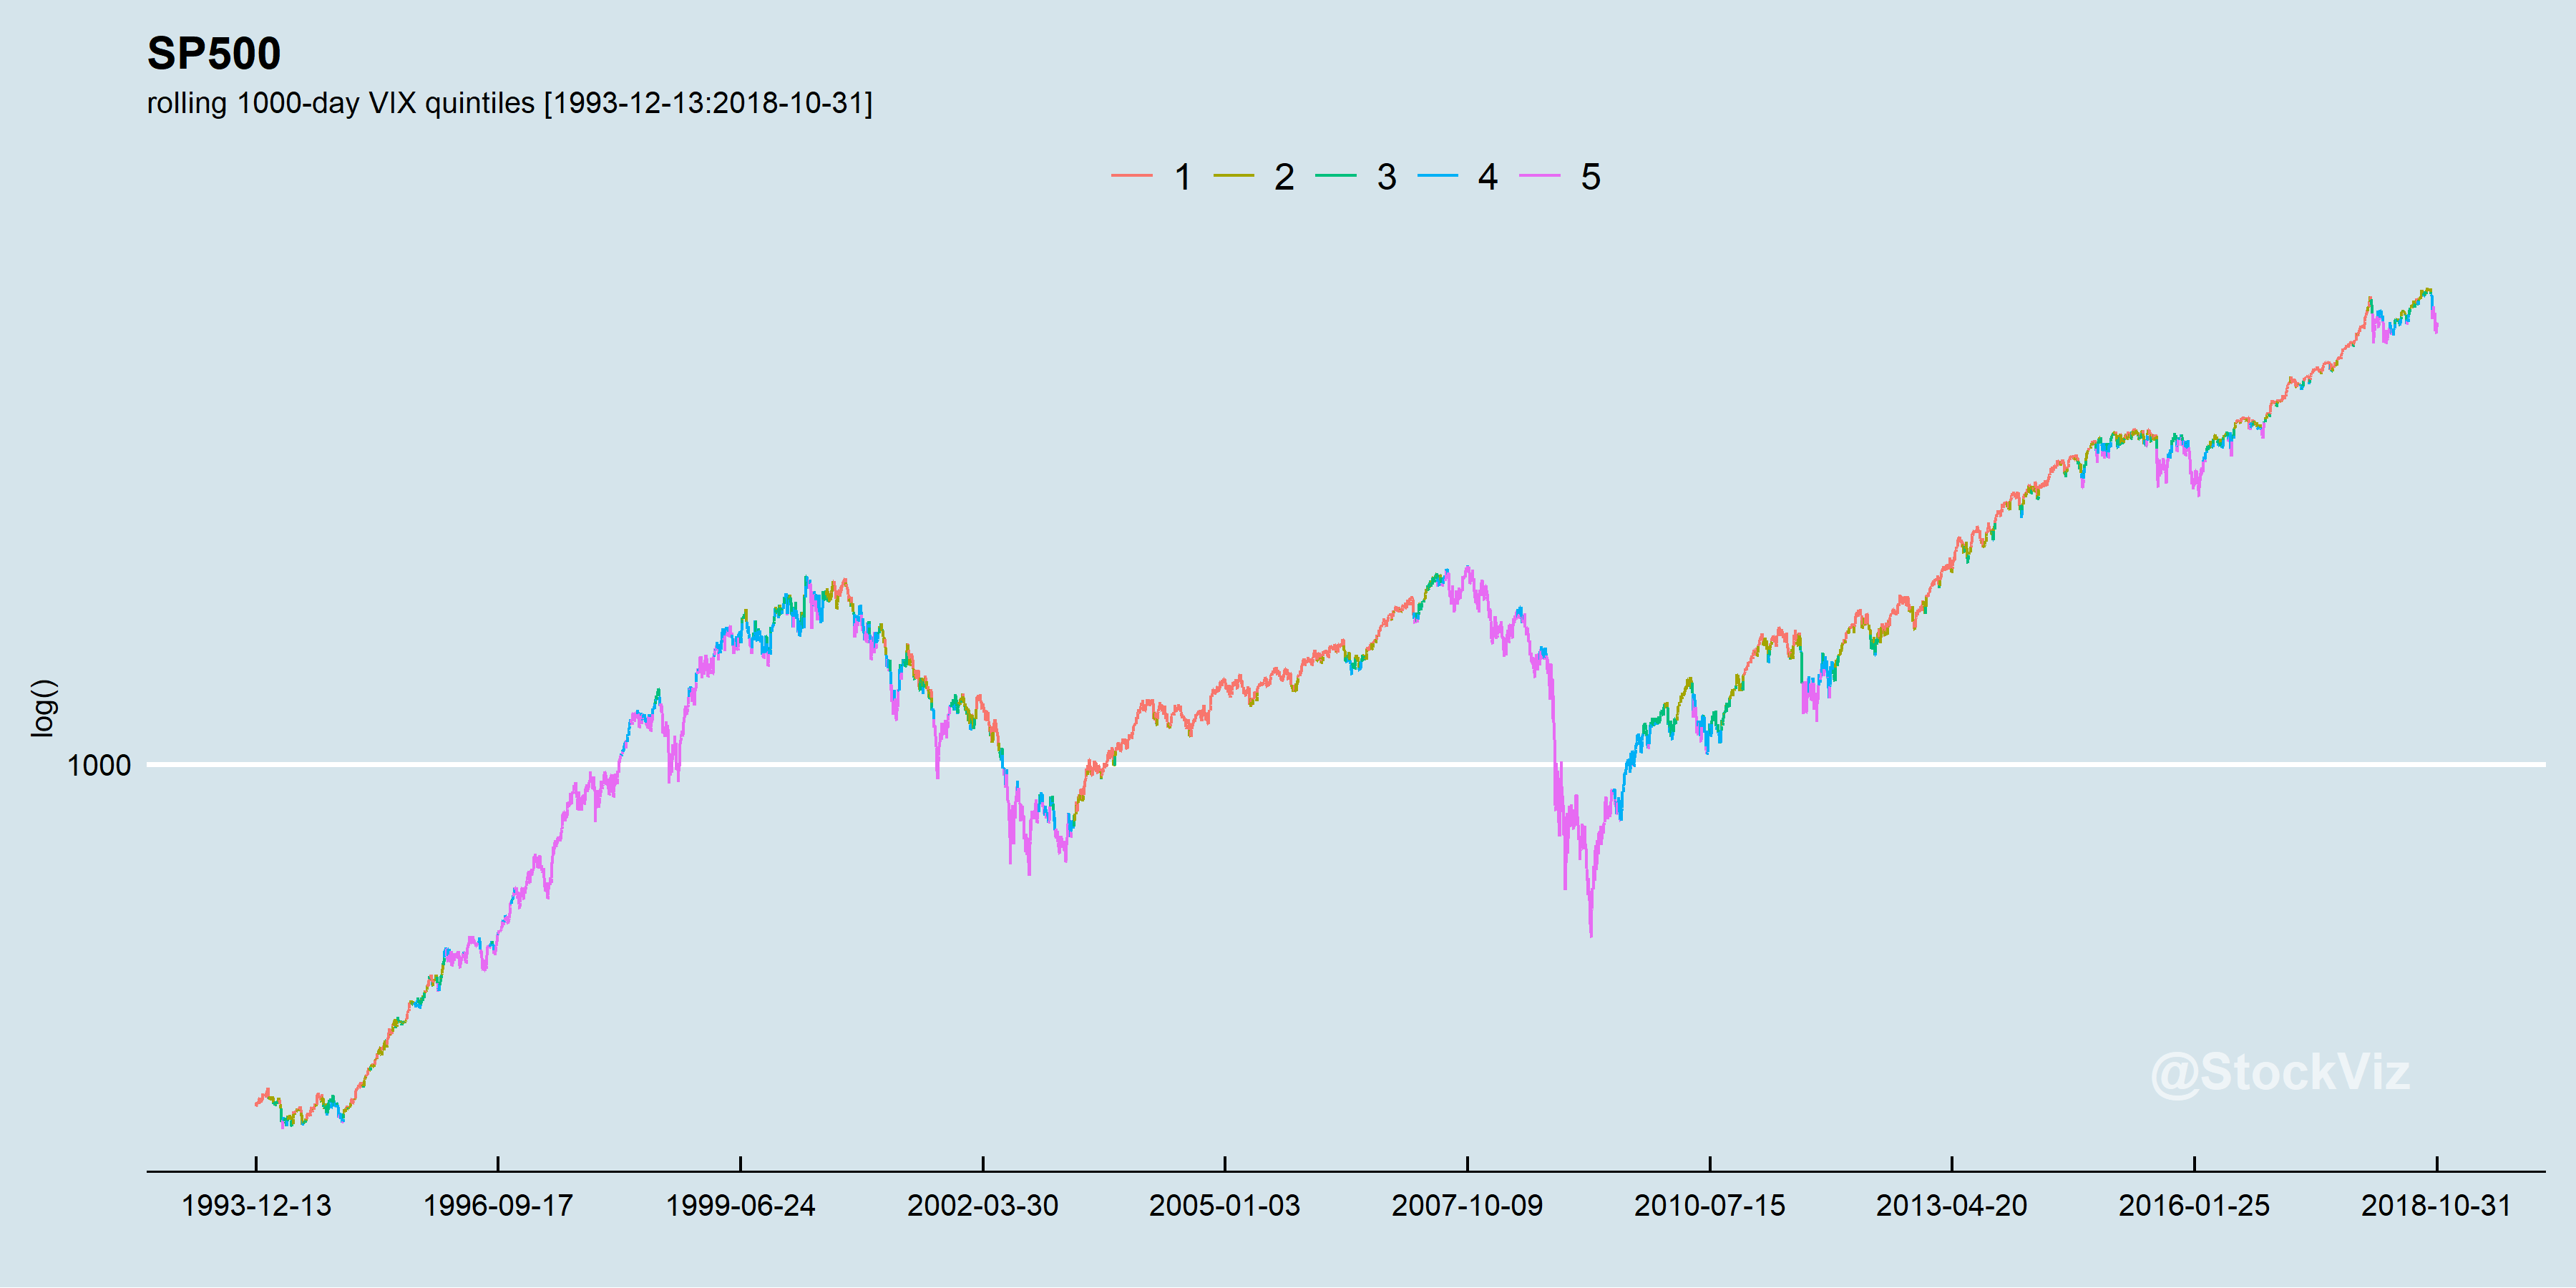 SP500
rolling 1000-day VIX quintiles [1993-12-13:2018-10-31]
1 2 3 4 5
log()
1000
@StockViz
1993-12-13 1996-09-17 1999-06-24 2002-03-30 2005-01-03 2007-10-09 2010-07-15 2013-04-20 2016-01-25 2018-10-31